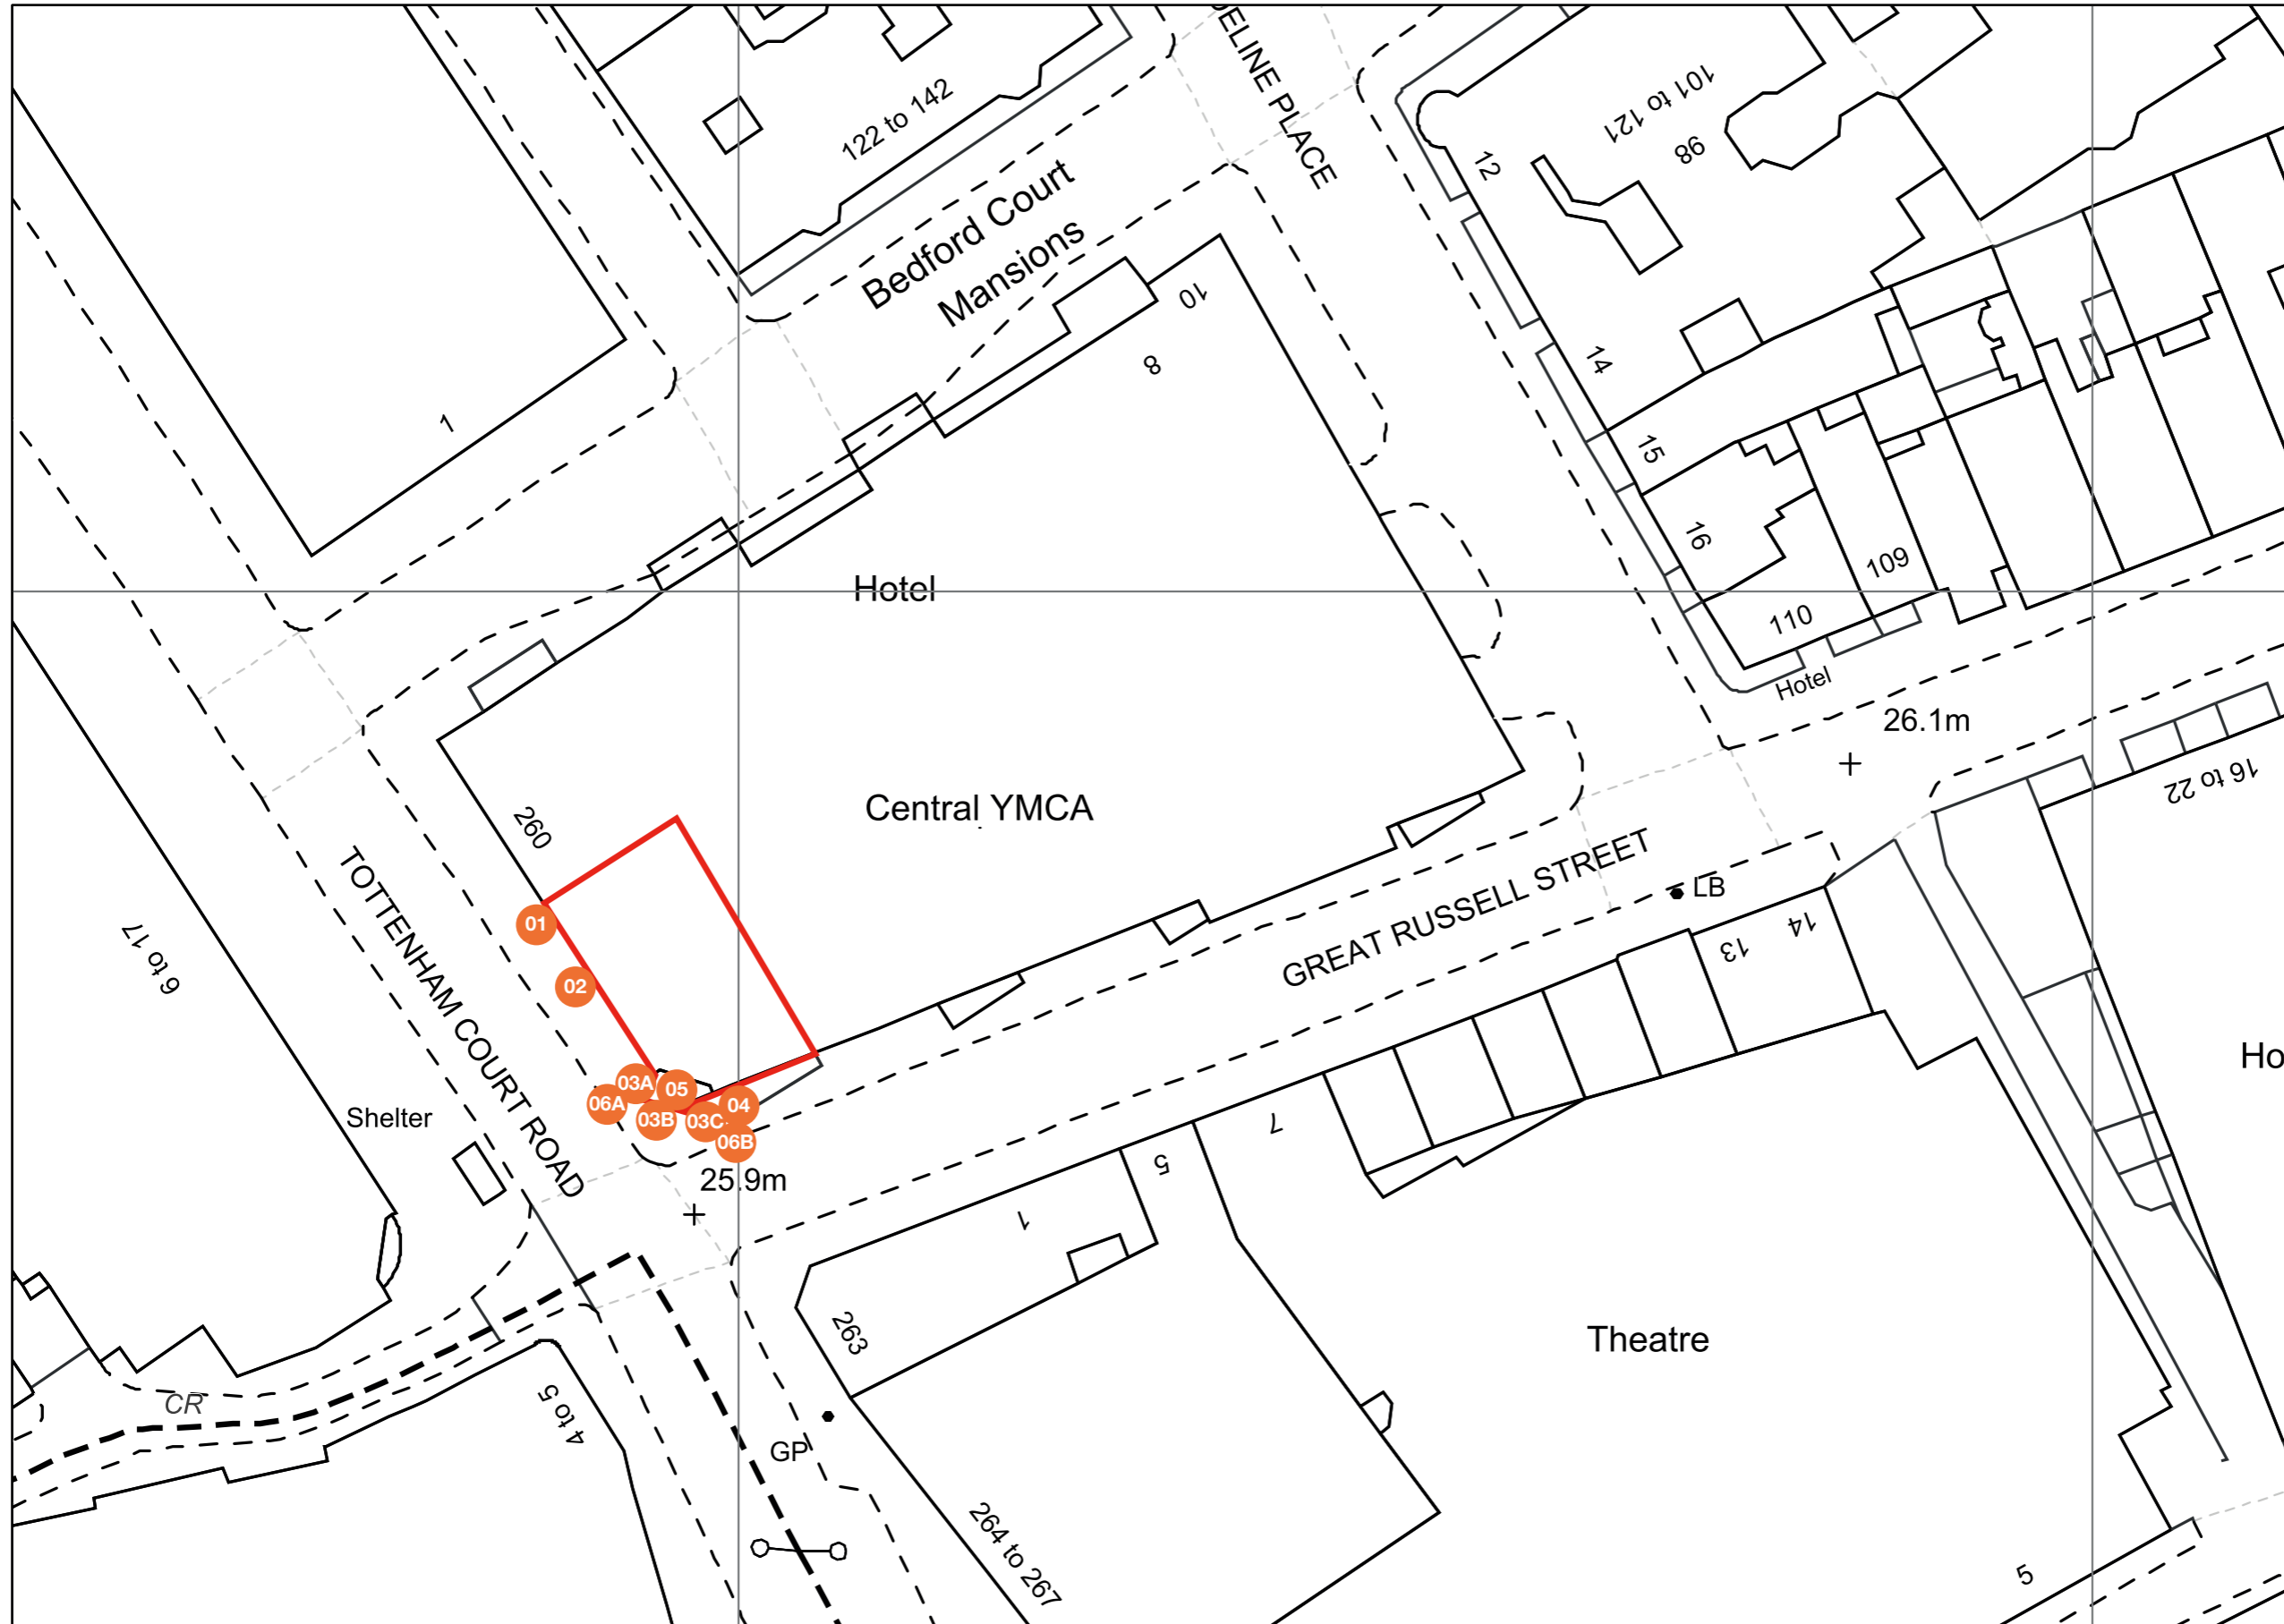 ELINE PLACE
122 to 142
101 to 121
98
12
Bedford Court
Mansions
10
8
14
1
15
16
109
Hotel
110
Hotel
26.1m
260
Central YMCA
16 to 22
TOTTENHAM COURT ROAD
GREAT RUSSELL STREET
LB
01
13
14
6 to 17
02
Ho
03A
05
06A
04
03B
03C
06B
Shelter
7
5
25.9m
1
263
Theatre
CR
4 to 5
GP
264 to 267
5